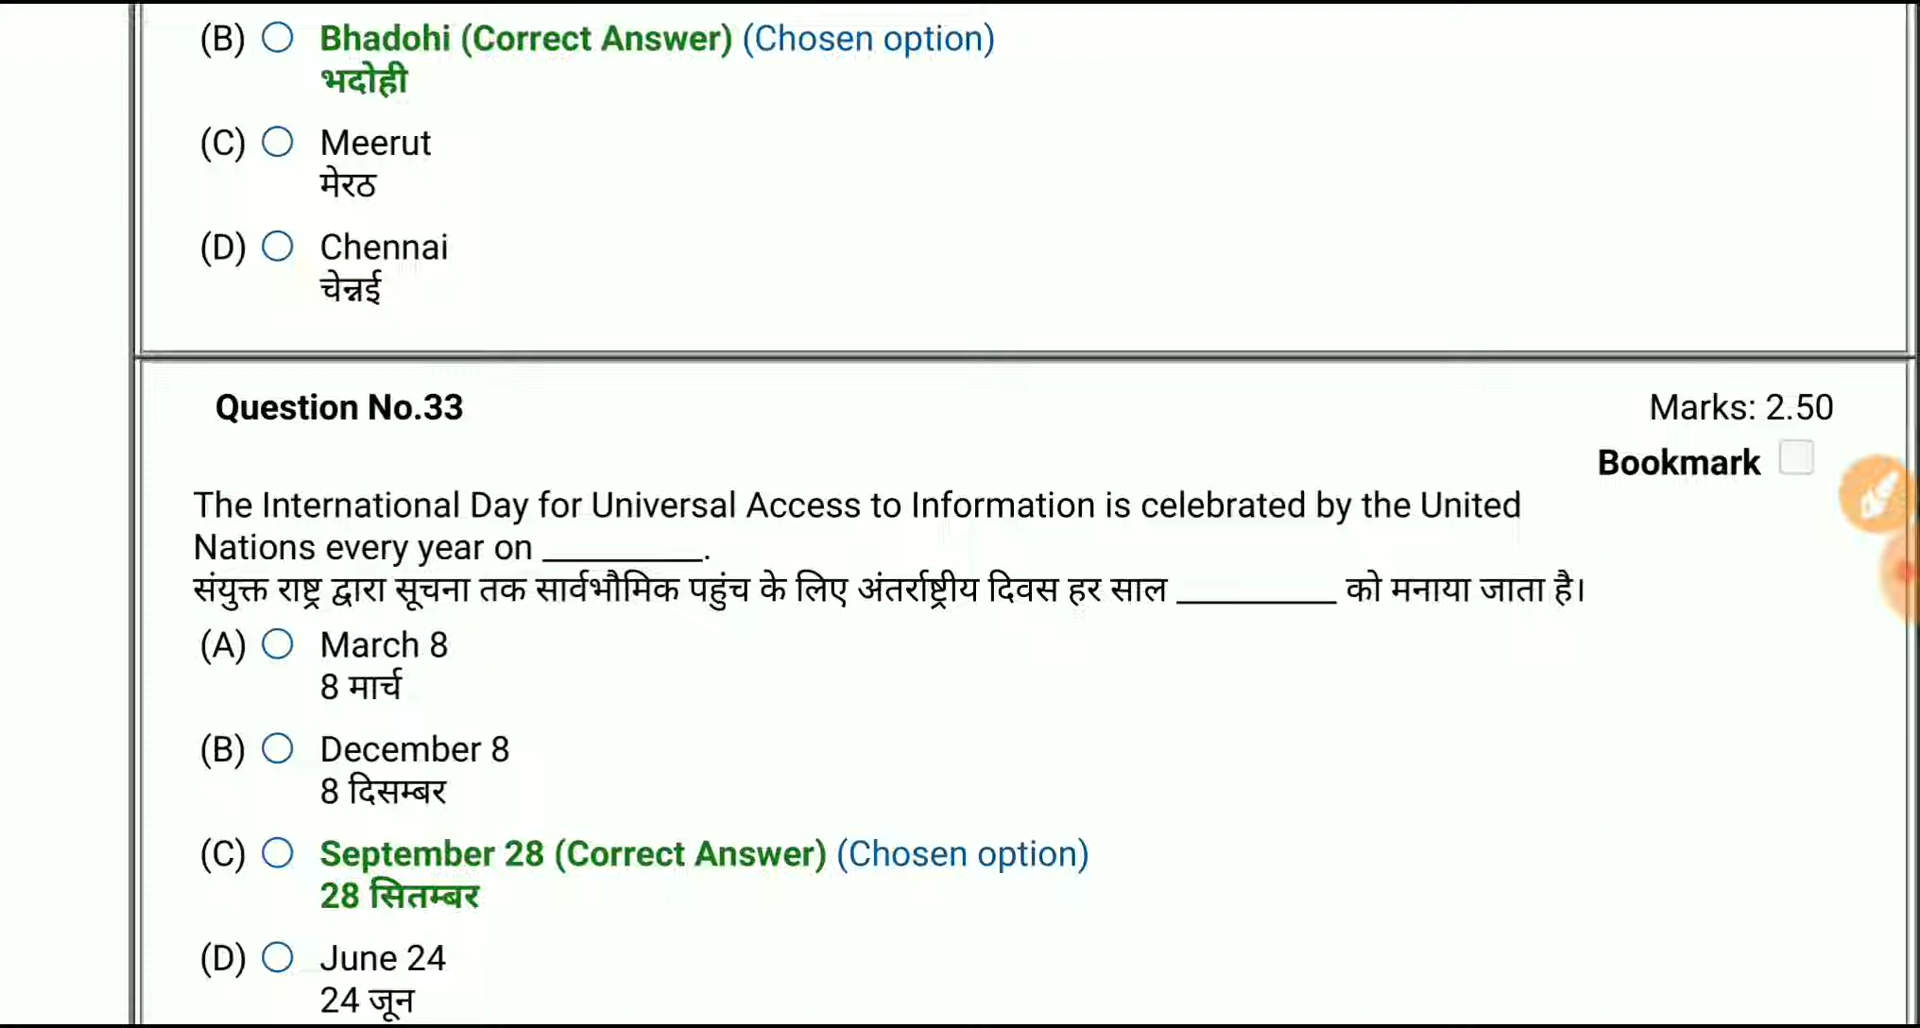 (B) Bhadohi (Correct Answer) (Chosen option)
भदोही
(C) Meerut
मेरठ
(D) Chennai
चेन्नई
Question No.33
Marks: 2.50
Bookmark
The International Day for Universal Access to Information is celebrated by the United
Nations every year on _________.
संयुक्त राष्ट्र द्वारा सूचना तक सार्वभौमिक पहुंच के लिए अंतर्राष्ट्रीय दिवस हर साल _________ को मनाया जाता है।
(A) March 8
8 मार्च
(B) December 8
8 दिसम्बर
(C) September 28 (Correct Answer) (Chosen option)
28 सितम्बर
(D) June 24
24 जून